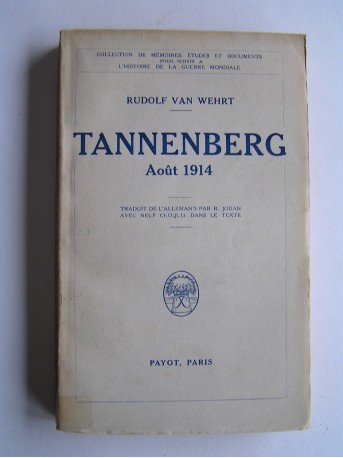 COLLECTION DE MÉMOIRES, ÉTUDES ET DOCUMENTS
POUR SERVIR A
L'HISTOIRE DE LA GUERRE MONDIALE
RUDOLF VAN WEHRT
TANNENBERG
Août 1914
TRADUIT DE L'ALLEMAND PAR R. JOUAN
AVEC NEUF CROQUIS DANS LE TEXTE
PAYOT, PARIS